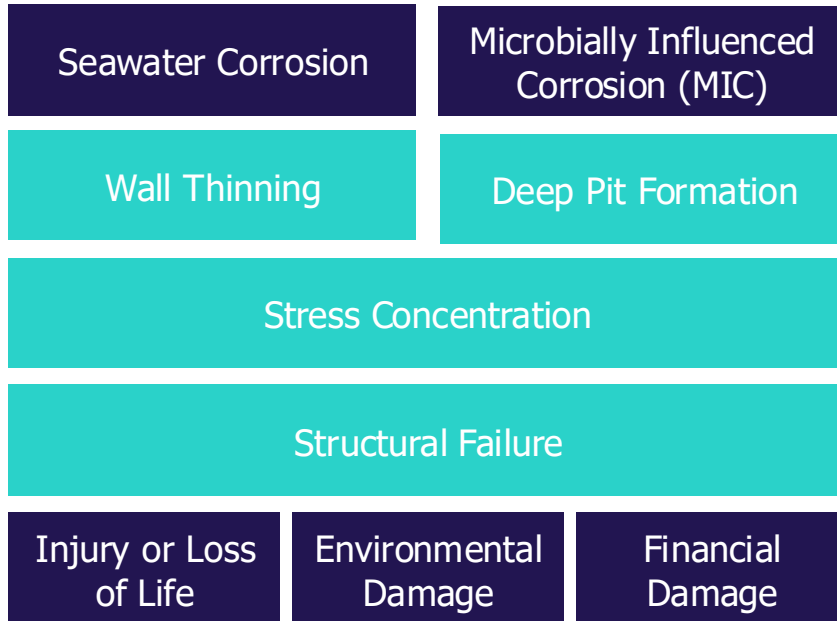 Seawater Corrosion
Microbially Influenced
Corrosion (MIC)
Wall Thinning
Deep Pit Formation
Stress Concentration
Structural Failure
Injury or Loss
of Life
Environmental
Damage
Financial
Damage